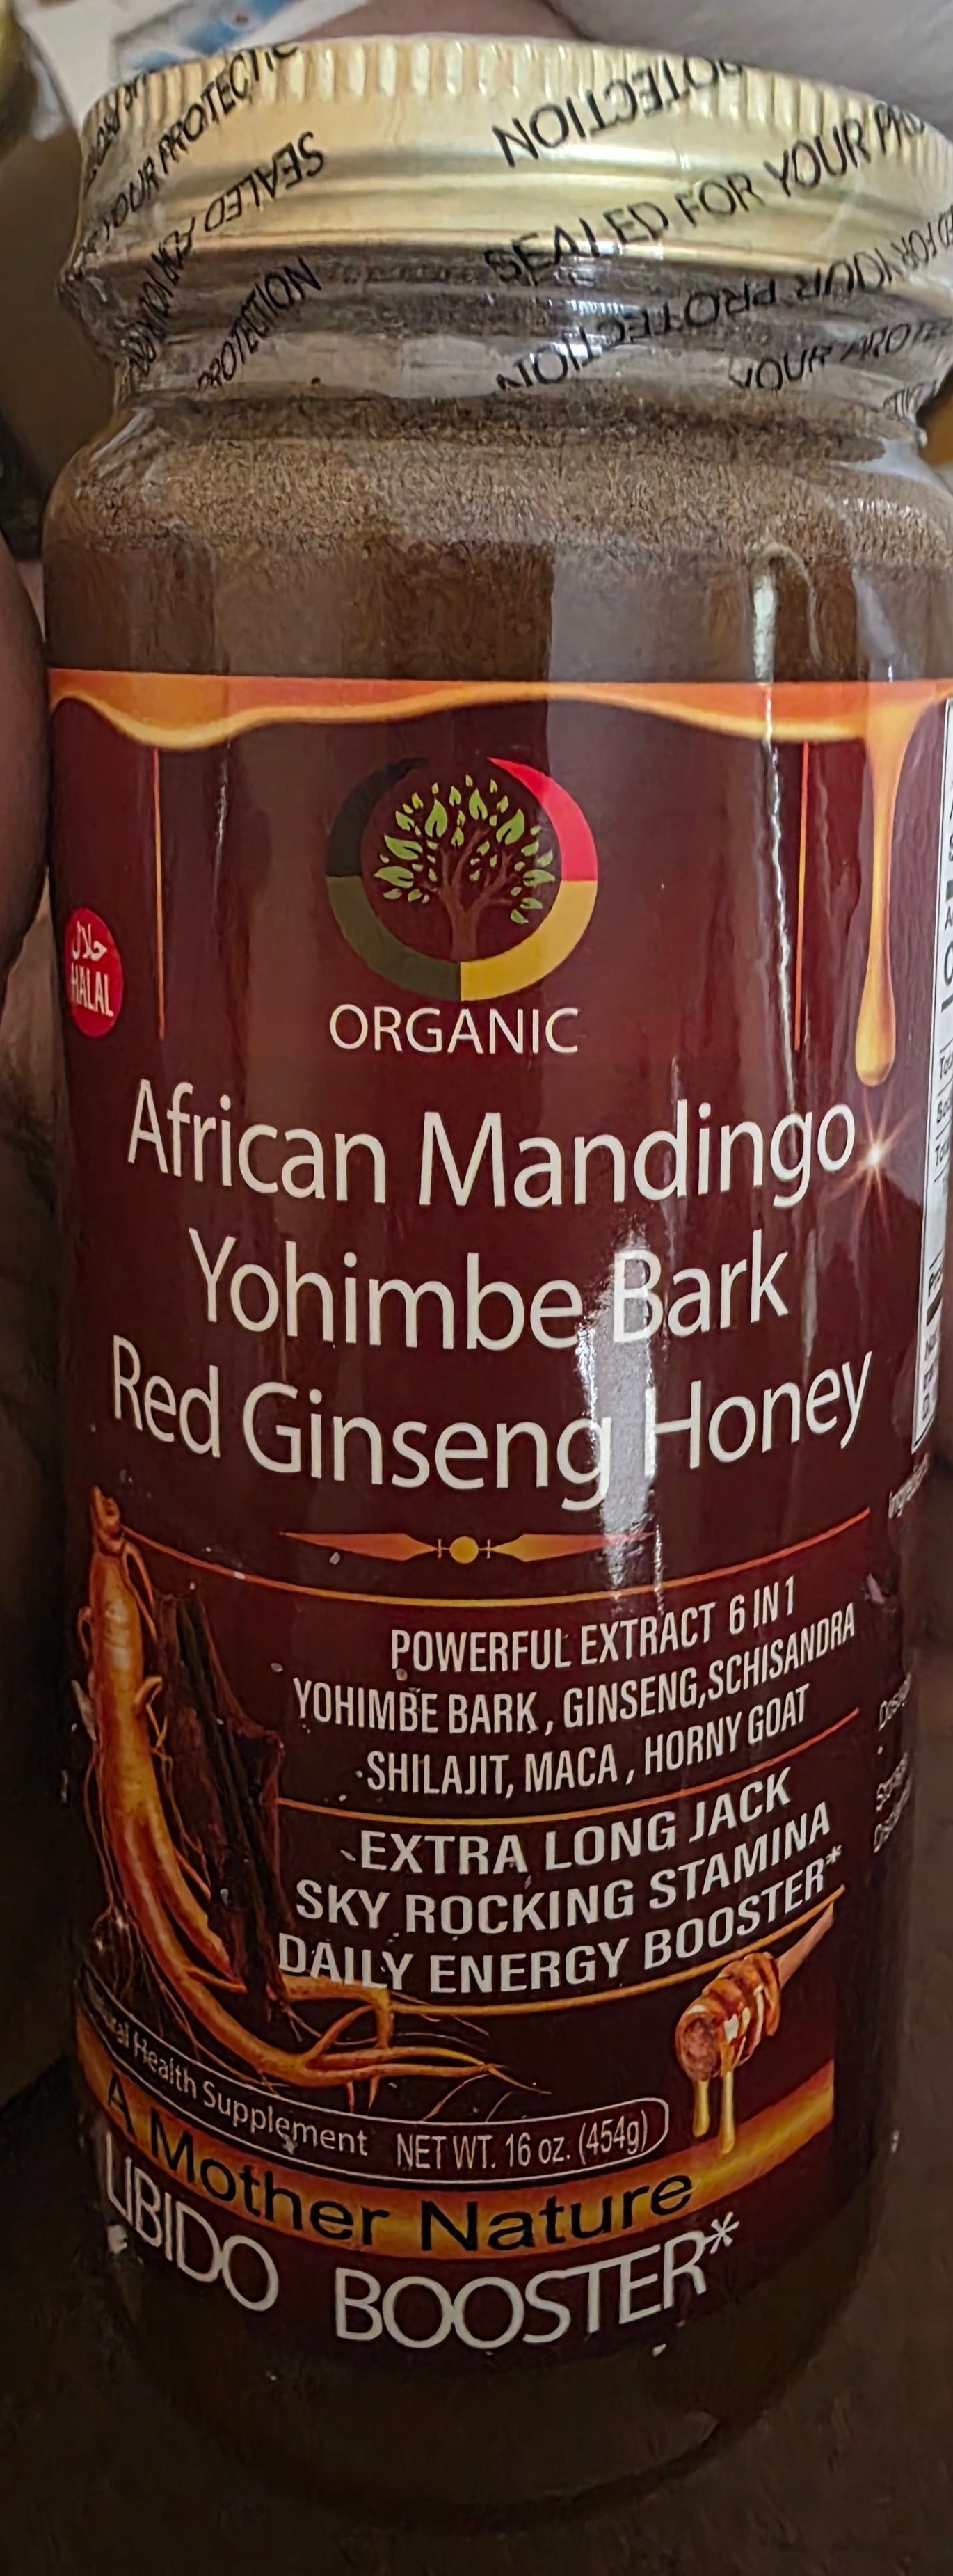 SEALED FOR YOUR
PROTECTION
SEALED
YOUR PROTECTION
PROTECTION
حلال
HALAL
ORGANIC
African Mandingo
Yohimbe Bark
Red Ginseng Honey
POWERFUL EXTRACT 6 IN 1
YOHIMBE BARK , GINSENG,SCHISANDRA
SHILAJIT, MACA , HORNY GOAT
EXTRA LONG JACK
SKY ROCKING STAMINA
DAILY ENERGY BOOSTER*
Health Supplement NET WT. 16 oz. (454g)
A Mother Nature
LIBIDO BOOSTER*